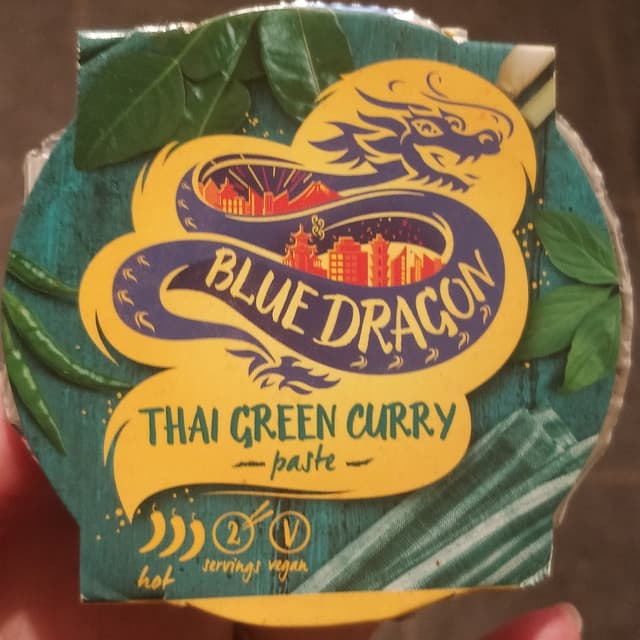 BLUE DRAGON
THAI GREEN CURRY
paste
2 V
hot servings vegan